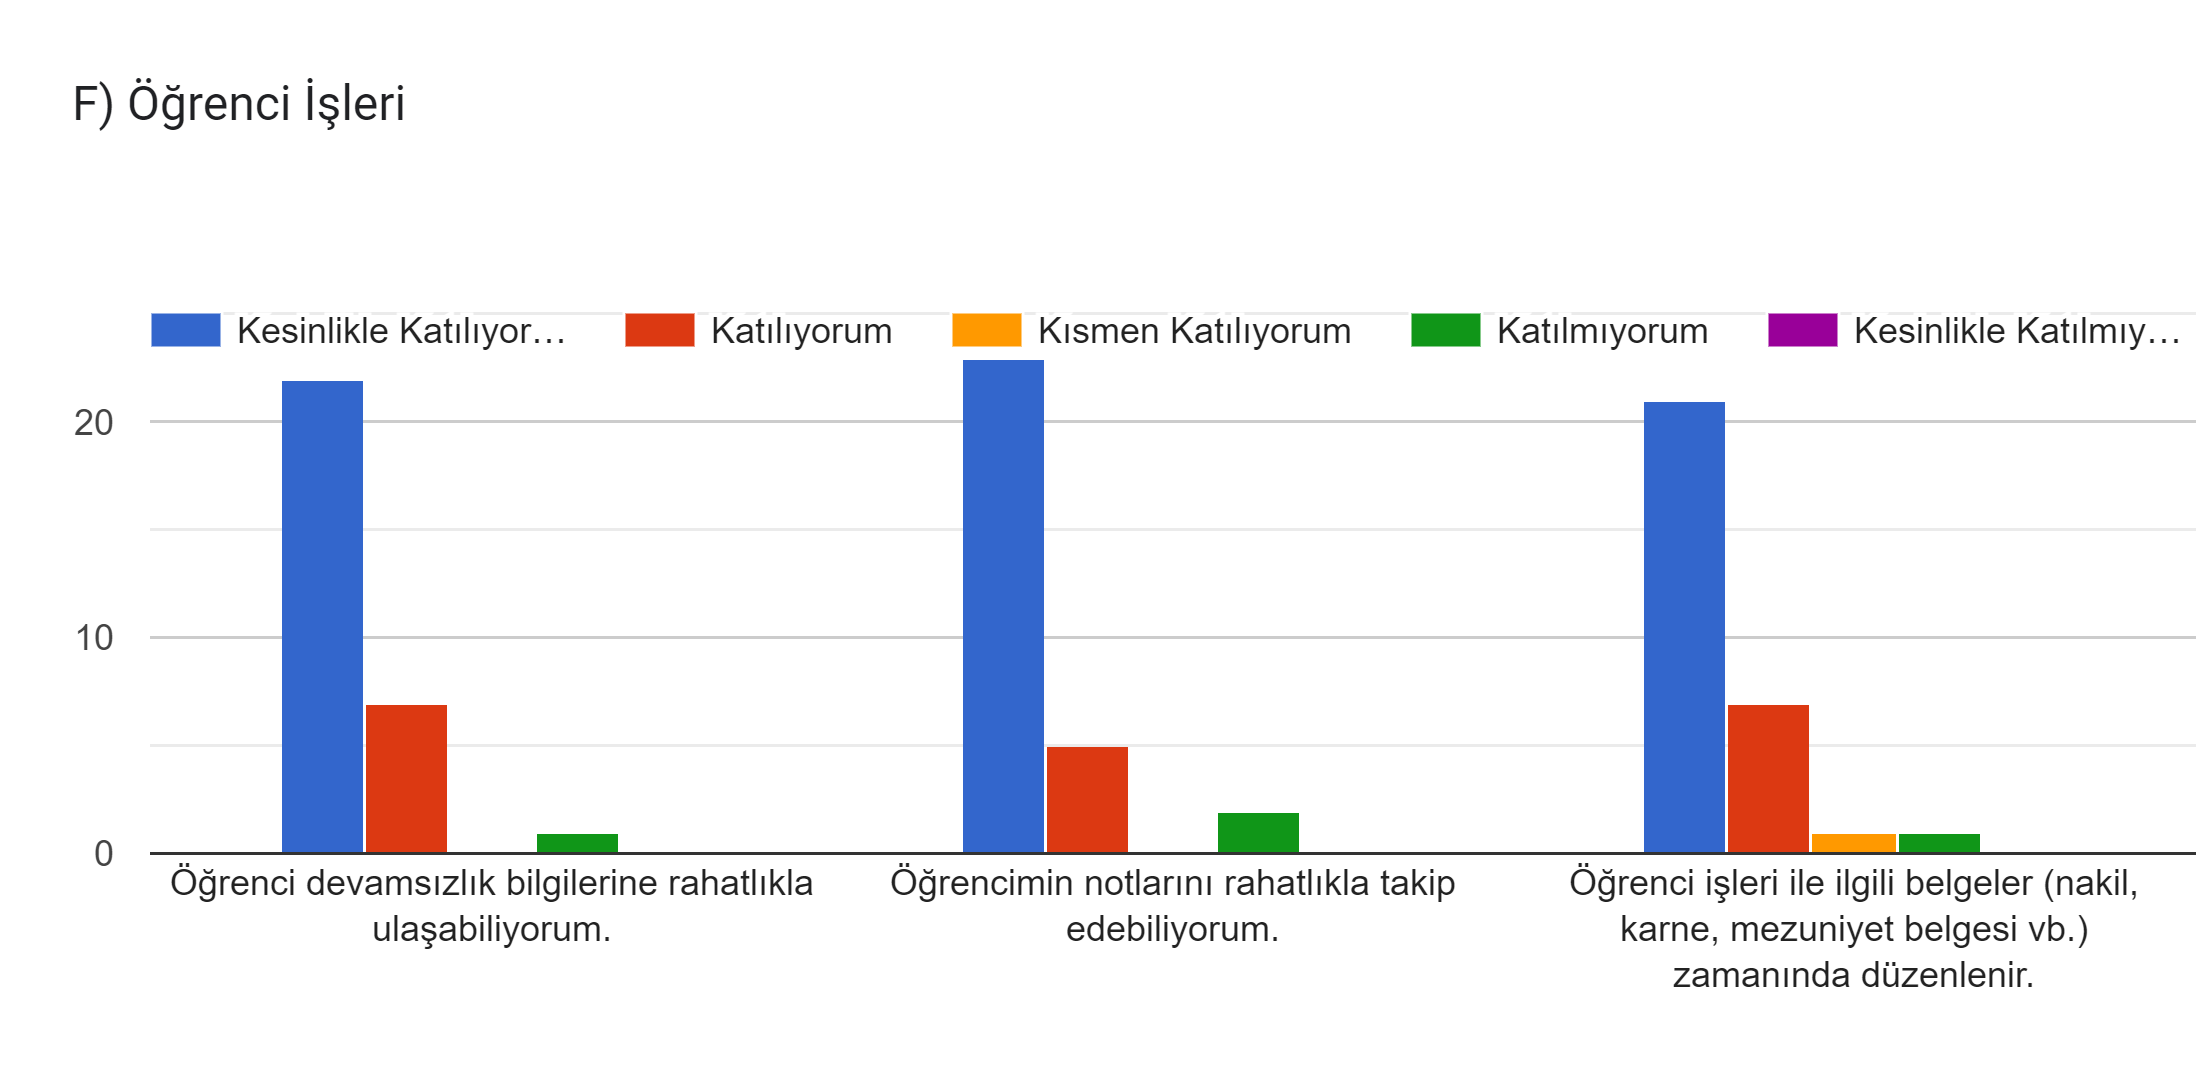 F) Öğrenci İşleri
Kesinlikle Katılıyor…
Katılıyorum
Kısmen Katılıyorum
Katılmıyorum
Kesinlikle Katılmıy…
20
10
0
Öğrenci devamsızlık bilgilerine rahatlıkla
ulaşabiliyorum.
Öğrencimin notlarını rahatlıkla takip
edebiliyorum.
Öğrenci işleri ile ilgili belgeler (nakil,
karne, mezuniyet belgesi vb.)
zamanında düzenlenir.